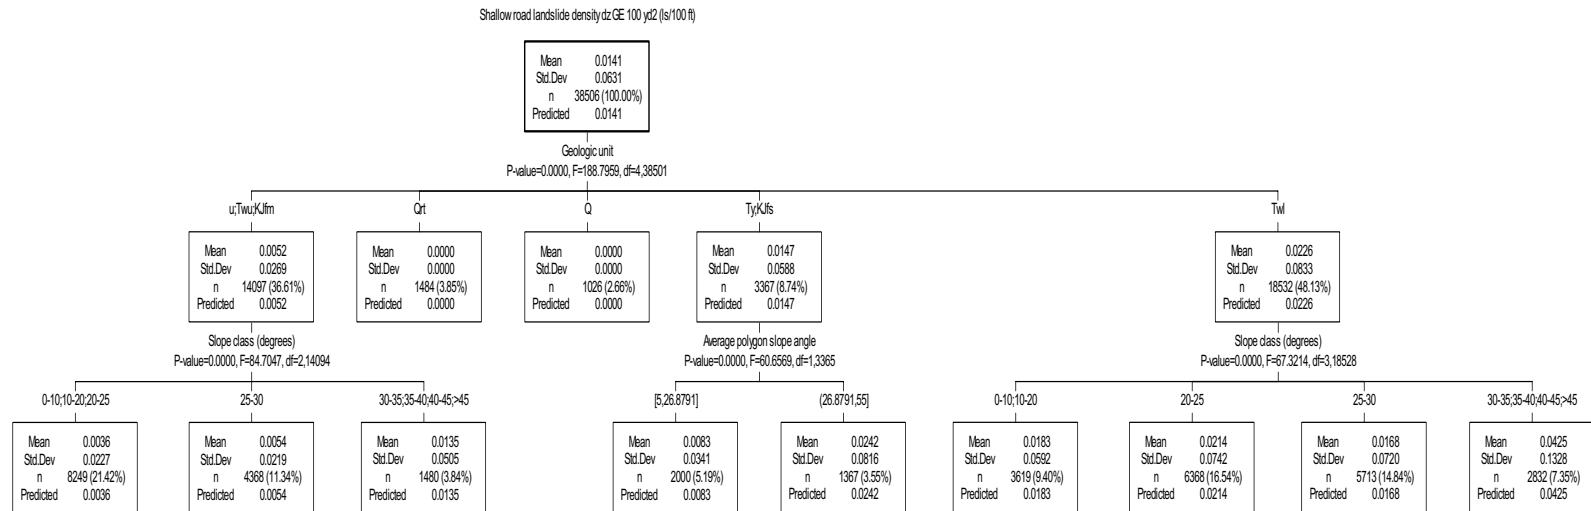 Shallow road landslide density dz GE 100 yd2 (ls/100 ft)
Mean 0.0141
Std.Dev 0.0631
n 38506 (100.00%)
Predicted 0.0141
Geologic unit
P-value=0.0000, F=188.7959, df=4,38501
u;Twu;KJfm
Qrt
Q
Ty;KJfs
Twl
Mean 0.0052
Std.Dev 0.0269
n 14097 (36.61%)
Predicted 0.0052
Mean 0.0000
Std.Dev 0.0000
n 1484 (3.85%)
Predicted 0.0000
Mean 0.0000
Std.Dev 0.0000
n 1026 (2.66%)
Predicted 0.0000
Mean 0.0147
Std.Dev 0.0588
n 3367 (8.74%)
Predicted 0.0147
Mean 0.0226
Std.Dev 0.0833
n 18532 (48.13%)
Predicted 0.0226
Slope class (degrees)
P-value=0.0000, F=84.7047, df=2,14094
Average polygon slope angle
P-value=0.0000, F=60.6569, df=1,3365
Slope class (degrees)
P-value=0.0000, F=67.3214, df=3,18528
0-10;10-20;20-25
25-30
30-35;35-40;40-45;>45
[5,26.8791]
(26.8791,55]
0-10;10-20
20-25
25-30
30-35;35-40;40-45;>45
Mean 0.0036
Std.Dev 0.0227
n 8249 (21.42%)
Predicted 0.0036
Mean 0.0054
Std.Dev 0.0219
n 4368 (11.34%)
Predicted 0.0054
Mean 0.0135
Std.Dev 0.0505
n 1480 (3.84%)
Predicted 0.0135
Mean 0.0083
Std.Dev 0.0341
n 2000 (5.19%)
Predicted 0.0083
Mean 0.0242
Std.Dev 0.0816
n 1367 (3.55%)
Predicted 0.0242
Mean 0.0183
Std.Dev 0.0592
n 3619 (9.40%)
Predicted 0.0183
Mean 0.0214
Std.Dev 0.0742
n 6368 (16.54%)
Predicted 0.0214
Mean 0.0168
Std.Dev 0.0720
n 5713 (14.84%)
Predicted 0.0168
Mean 0.0425
Std.Dev 0.1328
n 2832 (7.35%)
Predicted 0.0425